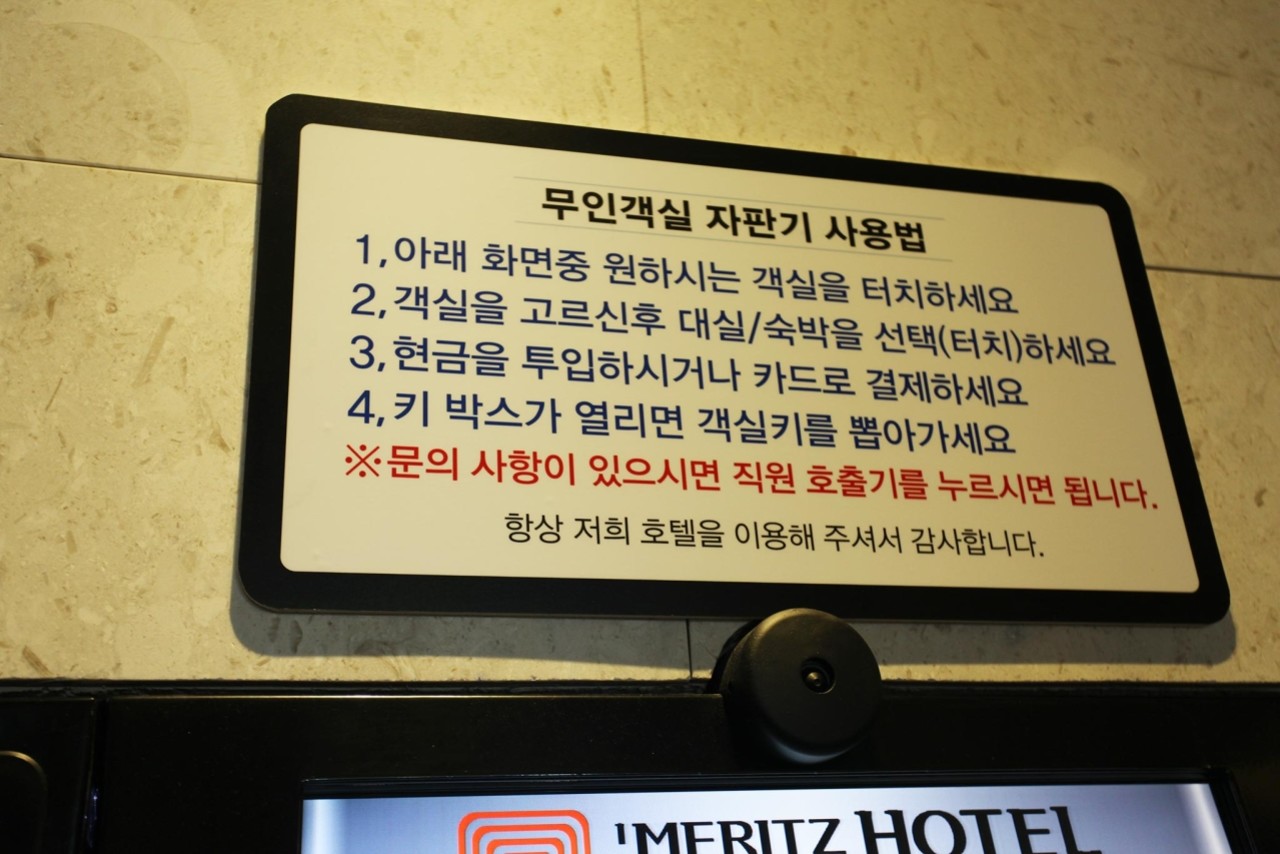 무인객실 자판기 사용법
1,아래 화면중 원하시는 객실을 터치하세요
2,객실을 고르신후 대실/숙박을 선택(터치)하세요
3,현금을 투입하시거나 카드로 결제하세요
4,키 박스가 열리면 객실키를 뽑아가세요
※문의 사항이 있으시면 직원 호출기를 누르시면 됩니다.
항상 저희 호텔을 이용해 주셔서 감사합니다.
'MERITZ HOTEL